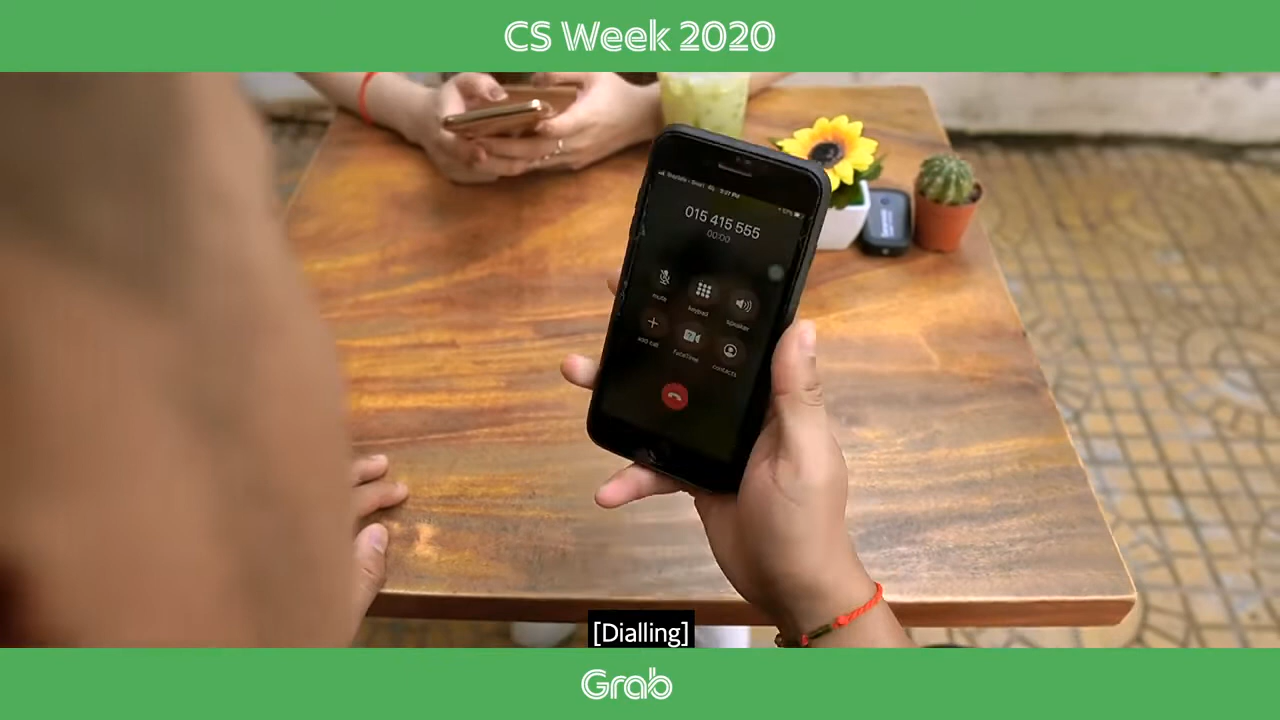 CS Week 2020
015 415 555
00:00
mute
keypad
speaker
add call
FaceTime
contacts
[Dialling]
Grab